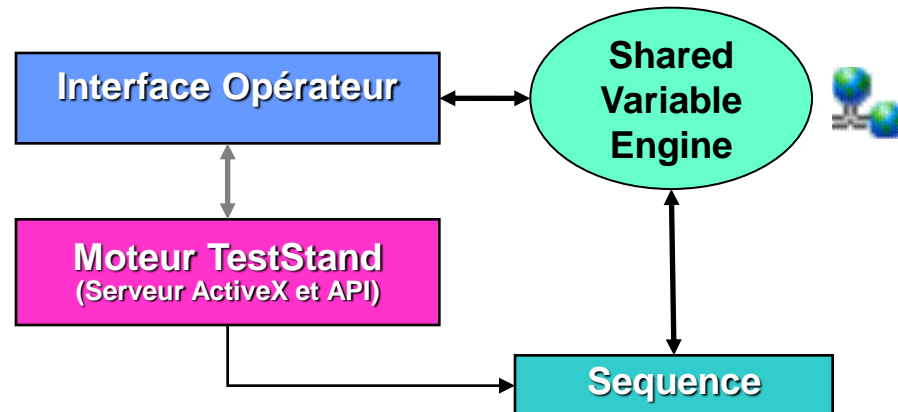 Interface Opérateur
Shared
Variable
Engine
Moteur TestStand
(Serveur ActiveX et API)
Sequence